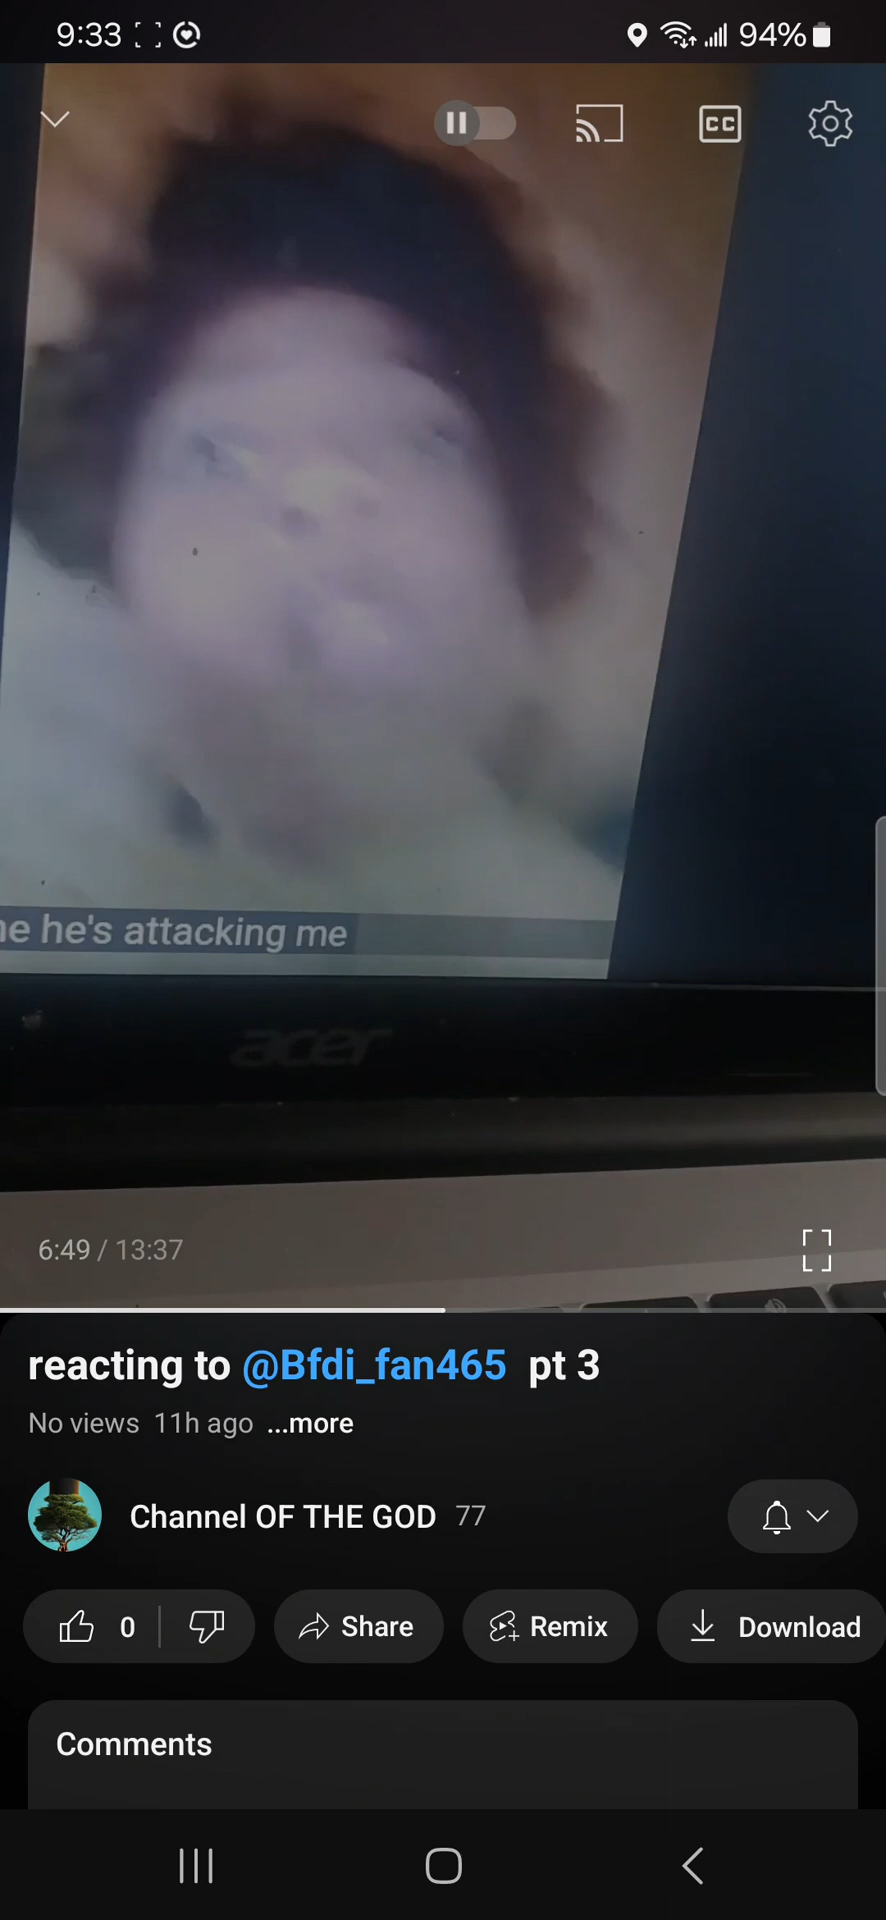 9:33
94%
CC
he's attacking me
acer
6:49 / 13:37
reacting to @Bfdi_fan465 pt 3
No views 11h ago ...more
Channel OF THE GOD 77
0
Share
Remix
Download
Comments